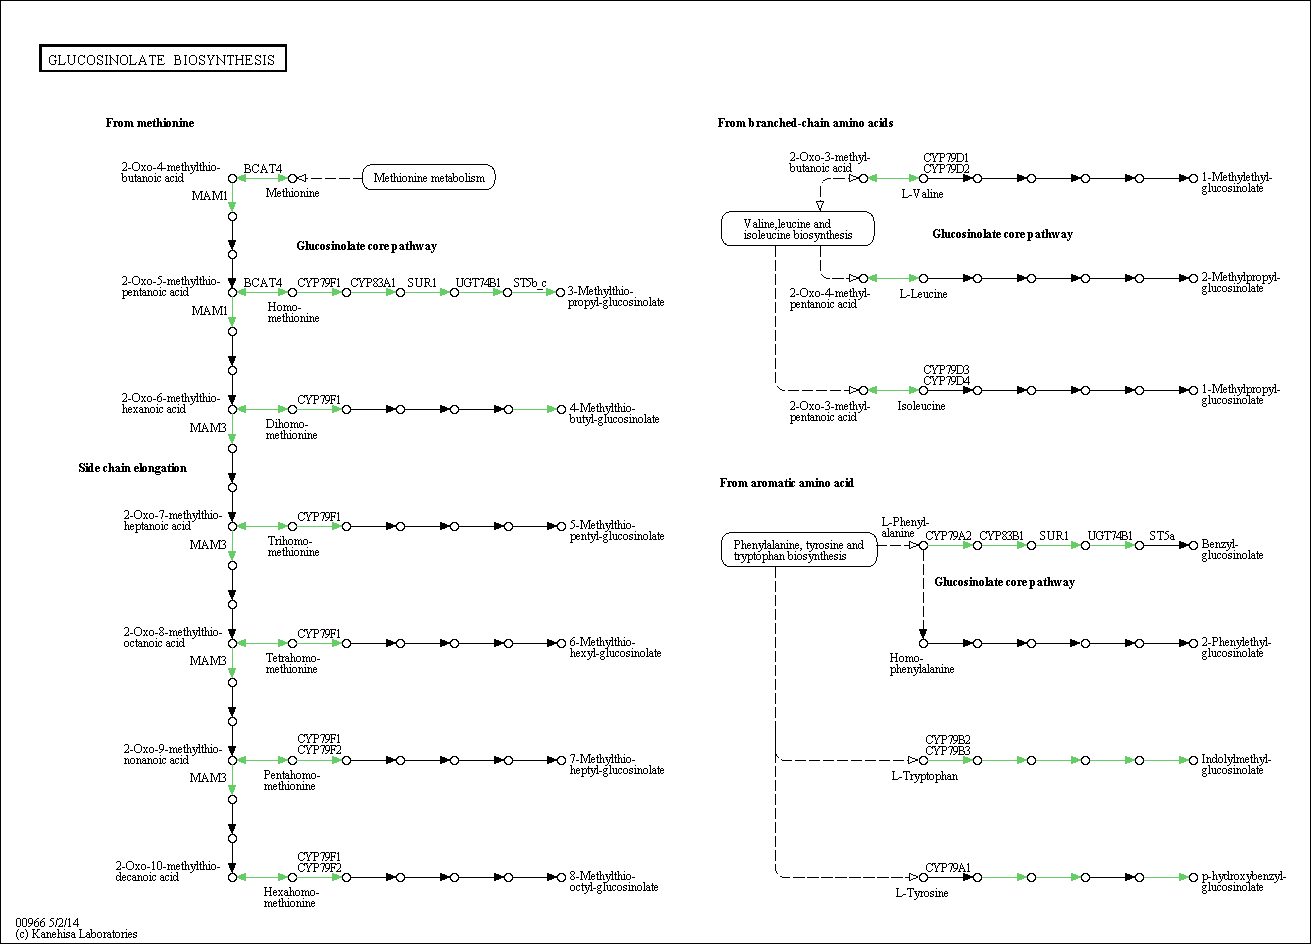 GLUCOSINOLATE BIOSYNTHESIS
From methionine
2-Oxo-4-methylthio-
butanoic acid
BCAT4
Methionine
Methionine metabolism
MAM1
Glucosinolate core pathway
2-Oxo-5-methylthio-
pentanoic acid
BCAT4
CYP79F1
CYP83A1
SUR1
UGT74B1
ST5b_c
3-Methylthio-
propyl-glucosinolate
Homo-
methionine
MAM1
2-Oxo-6-methylthio-
hexanoic acid
CYP79F1
4-Methylthio-
butyl-glucosinolate
Dihomo-
methionine
MAM3
Side chain elongation
2-Oxo-7-methylthio-
heptanoic acid
CYP79F1
5-Methylthio-
pentyl-glucosinolate
Trihomo-
methionine
MAM3
2-Oxo-8-methylthio-
octanoic acid
CYP79F1
6-Methylthio-
hexyl-glucosinolate
Tetrahomo-
methionine
MAM3
2-Oxo-9-methylthio-
nonanoic acid
CYP79F1
CYP79F2
7-Methylthio-
heptyl-glucosinolate
Pentahomo-
methionine
MAM3
2-Oxo-10-methylthio-
decanoic acid
CYP79F1
CYP79F2
8-Methylthio-
octyl-glucosinolate
Hexahomo-
methionine
From branched-chain amino acids
2-Oxo-3-methyl-
butanoic acid
CYP79D1
CYP79D2
L-Valine
1-Methylethyl-
glucosinolate
Valine,leucine and
isoleucine biosynthesis
Glucosinolate core pathway
2-Oxo-4-methyl-
pentanoic acid
L-Leucine
2-Methylpropyl-
glucosinolate
CYP79D3
CYP79D4
2-Oxo-3-methyl-
pentanoic acid
Isoleucine
1-Methylpropyl-
glucosinolate
From aromatic amino acid
Phenylalanine, tyrosine and
tryptophan biosynthesis
L-Phenyl-
alanine
CYP79A2
CYP83B1
SUR1
UGT74B1
ST5a
Benzyl-
glucosinolate
Glucosinolate core pathway
Homo-
phenylalanine
2-Phenylethyl-
glucosinolate
CYP79B2
CYP79B3
L-Tryptophan
Indolylmethyl-
glucosinolate
CYP79A1
L-Tyrosine
p-hydroxybenzyl-
glucosinolate
00966 5/2/14
(c) Kanehisa Laboratories